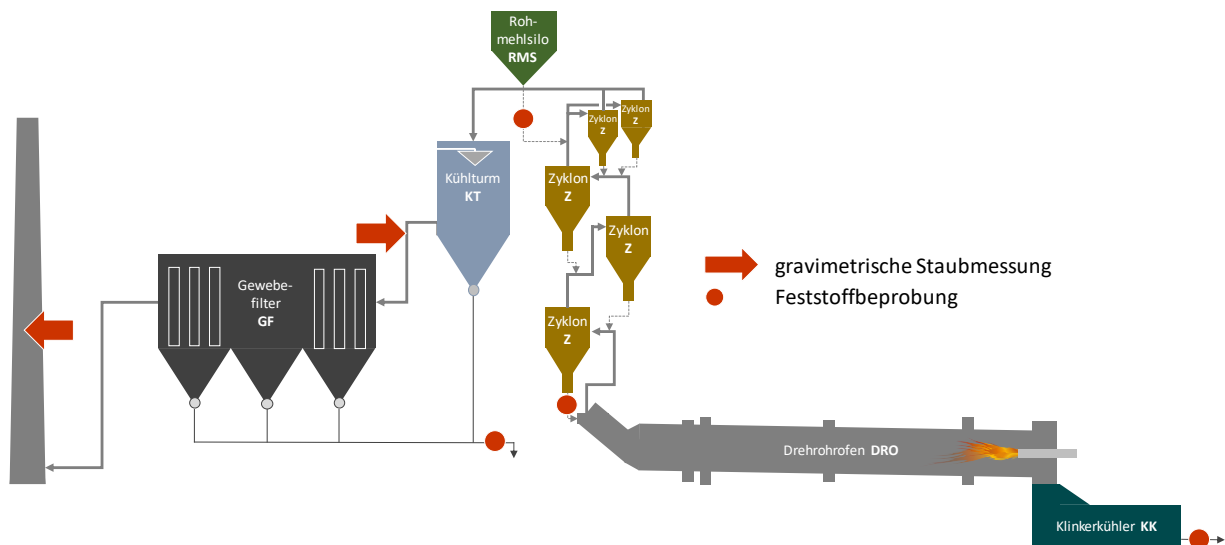 Roh-
mehlsilo
RMS
Zyklon
Z
Zyklon
Z
Kühlturm
KT
Zyklon
Z
Zyklon
Z
Gewebe-
filter
GF
Zyklon
Z
gravimetrische Staubmessung
Feststoffbeprobung
Drehrohrofen DRO
Klinkerkühler KK